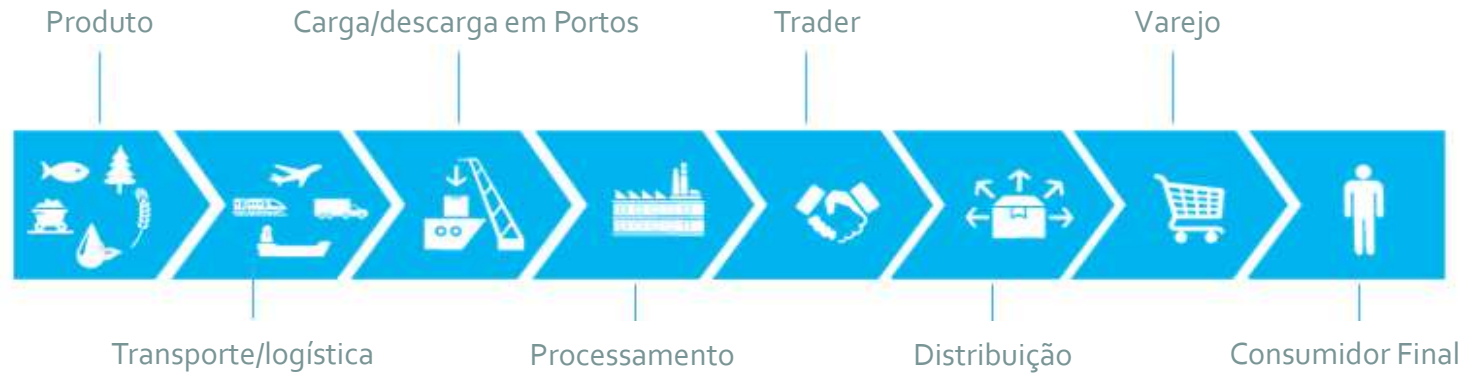 Produto
Carga/descarga em Portos
Trader
Varejo
Transporte/logística
Processamento
Distribuição
Consumidor Final